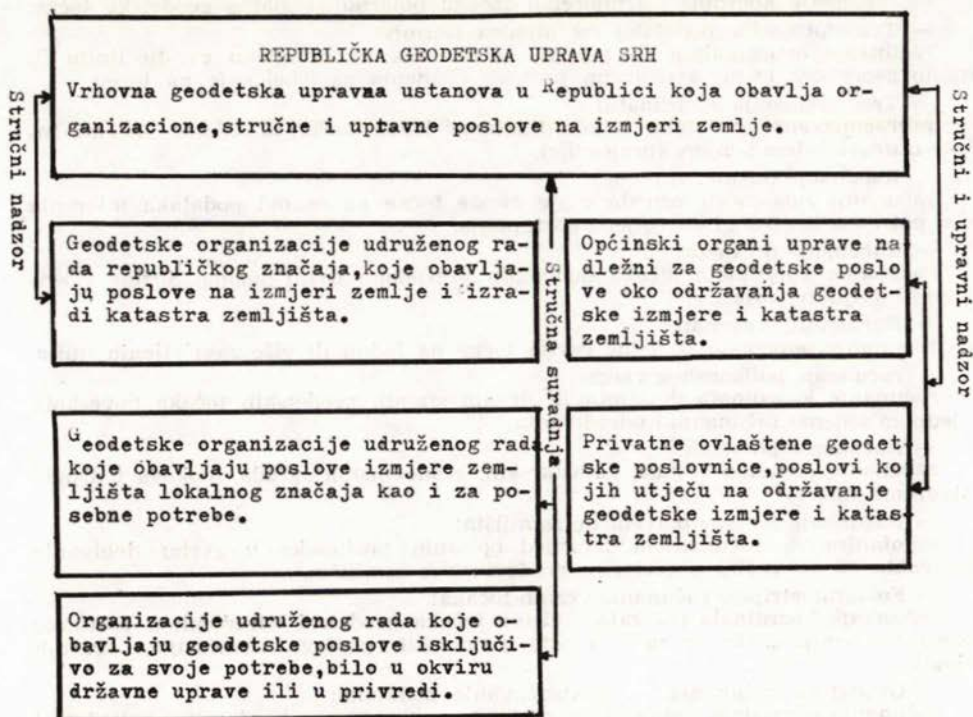 REPUBLIČKA GEODETSKA UPRAVA SRH
Vrhovna geodetska upravna ustanova u Republici koja obavlja or-
ganizacione,stručne i upravne poslove na izmjeri zemlje.
Stručni nadzor
Stručni i upravni nadzor
Geodetske organizacije udruženog ra-
da republičkog značaja,koje obavlja-
ju poslove na izmjeri zemlje i izra-
di katastra zemljišta.
Stručna suradnja
Općinski organi uprave na-
dležni za geodetske poslo
ve oko održavanja geodet-
ske izmjere i katastra
zemljišta.
Geodetske organizacije udruženog rada
koje obavljaju poslove izmjere zem-
ljišta lokalnog značaja kao i za po-
sebne potrebe.
Privatne ovlaštene geodet-
ske poslovnice,poslovi ko
jih utječu na održavanje
geodetske izmjere i katas-
tra zemljišta.
Organizacije udruženog rada koje o-
bavljaju geodetske poslove isključi-
vo za svoje potrebe,bilo u okviru
državne uprave ili u privredi.